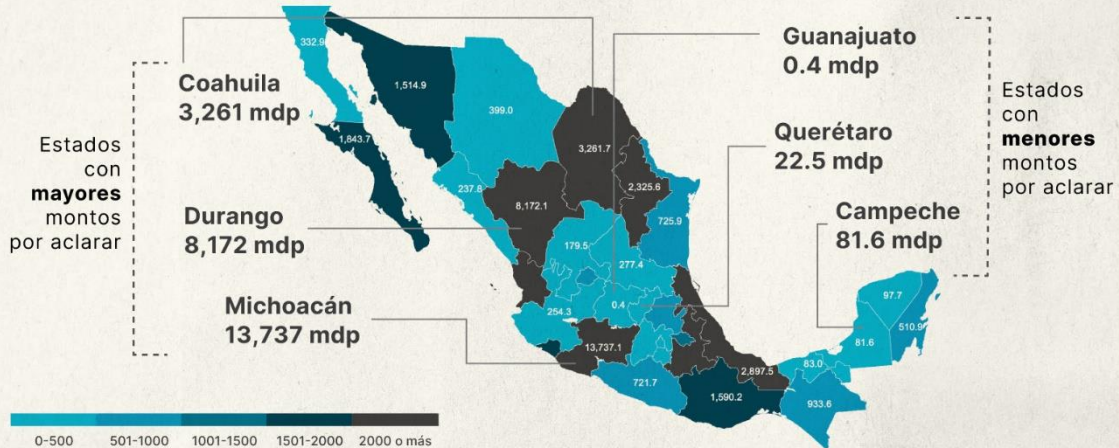 Estados
con
mayores
montos
por aclarar
Coahuila
3,261 mdp
Durango
8,172 mdp
Michoacán
13,737 mdp
Guanajuato
0.4 mdp
Querétaro
22.5 mdp
Campeche
81.6 mdp
Estados
con
menores
montos
por aclarar
332.9
1,514.9
1,843.7
399.0
3,261.7
237.8
8,172.1
2,325.6
725.9
179.5
277.4
254.3
0.4
13,737.1
721.7
1,590.2
2,897.5
83.0
933.6
97.7
81.6
510.9
0-500
501-1000
1001-1500
1501-2000
2000 o más